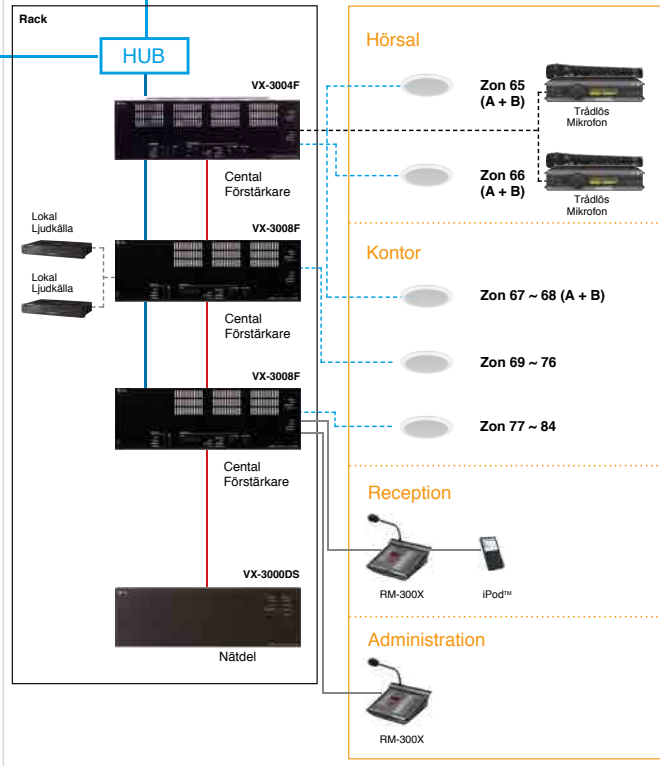 Rack
HUB
VX-3004F
Cental
Förstärkare
Lokal
Ljudkälla
VX-3008F
Lokal
Ljudkälla
Cental
Förstärkare
VX-3008F
Cental
Förstärkare
VX-3000DS
Nätdel
Hörsal
Zon 65
(A + B)
Trådlös
Mikrofon
Zon 66
(A + B)
Trådlös
Mikrofon
Kontor
Zon 67 ~ 68 (A + B)
Zon 69 ~ 76
Zon 77 ~ 84
Reception
RM-300X
iPod™
Administration
RM-300X